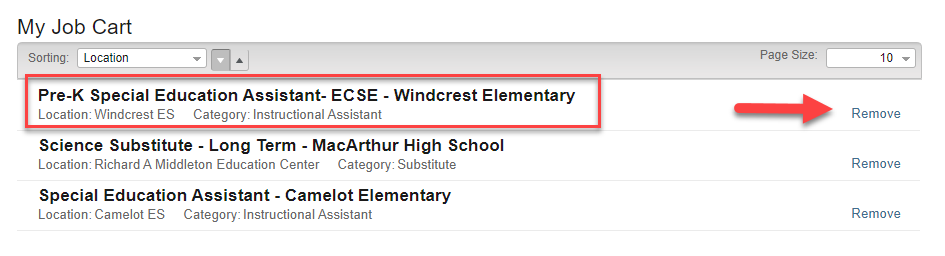 My Job Cart
Sorting: Location Page Size: 10
Pre-K Special Education Assistant- ECSE - Windcrest Elementary
Location: Windcrest ES Category: Instructional Assistant Remove
Science Substitute - Long Term - MacArthur High School
Location: Richard A Middleton Education Center Category: Substitute Remove
Special Education Assistant - Camelot Elementary
Location: Camelot ES Category: Instructional Assistant Remove